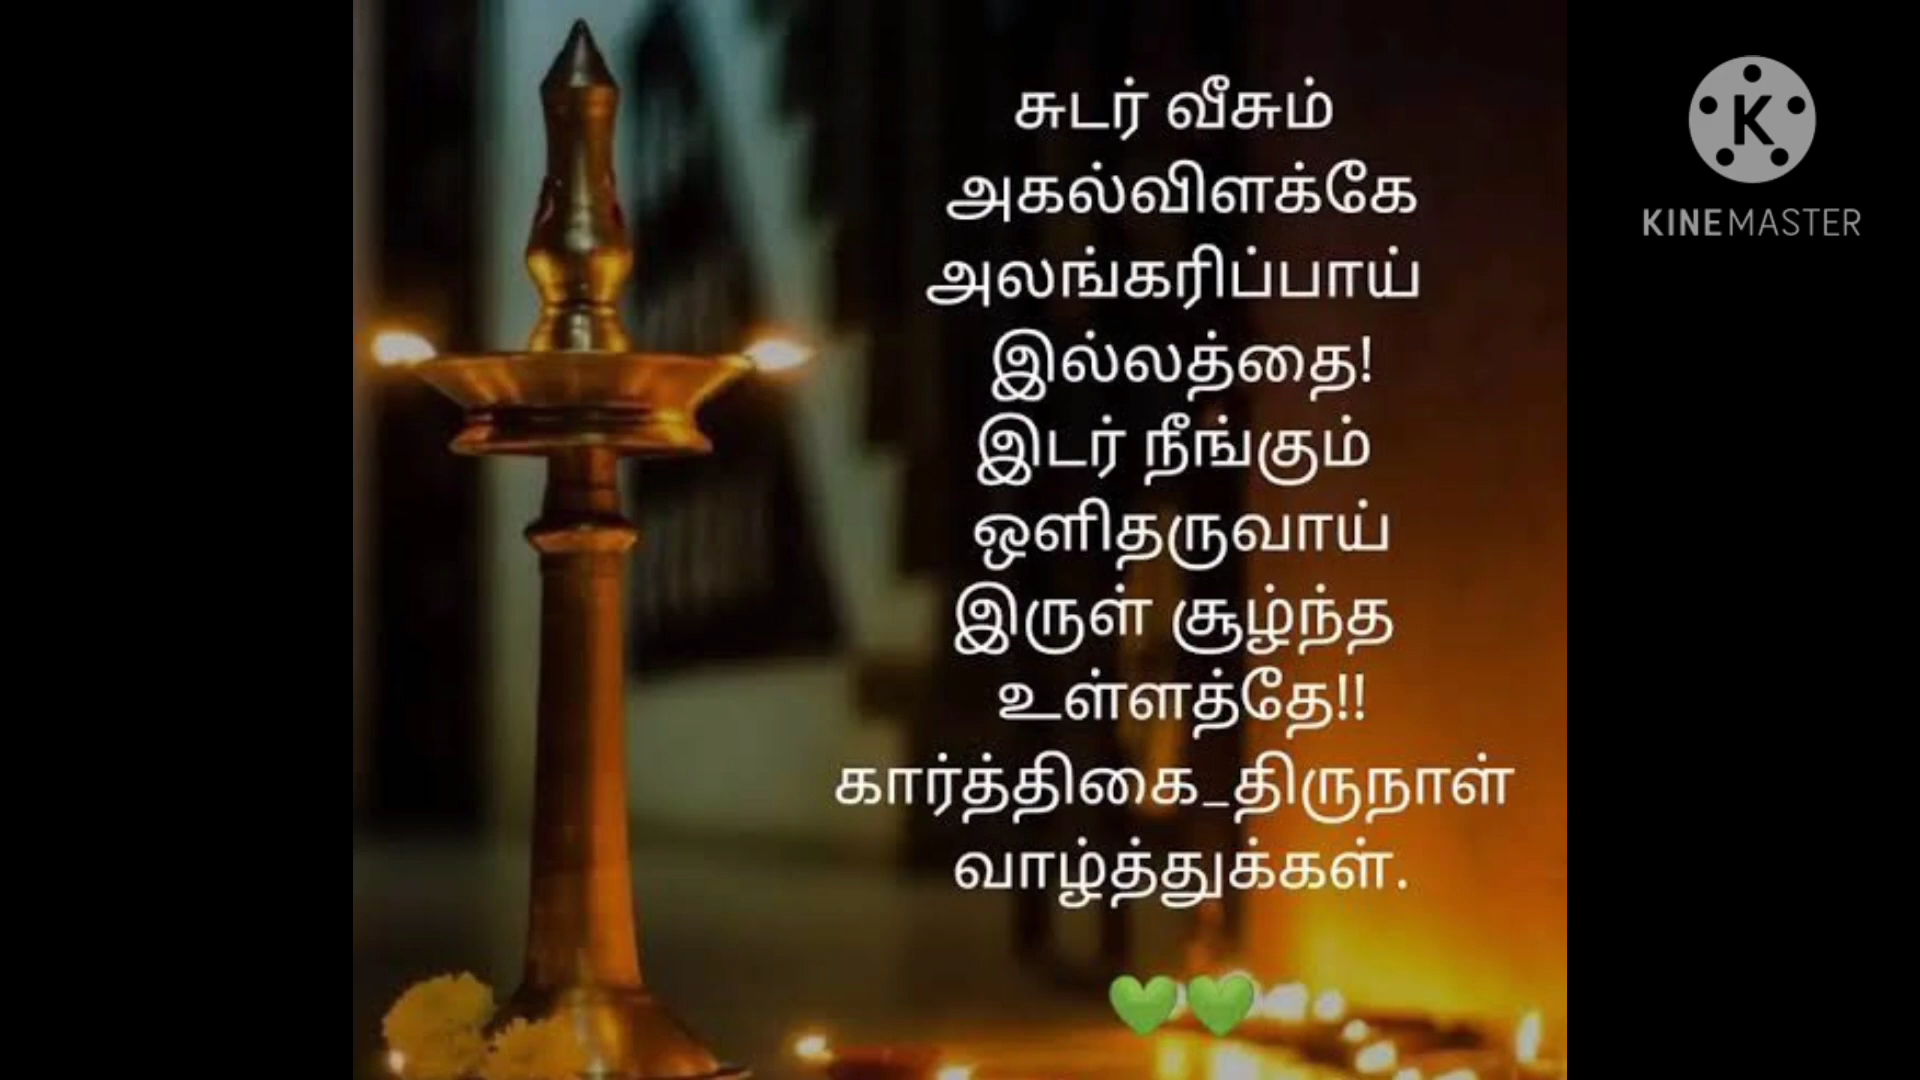 சுடர் வீசும்
அகல்விளக்கே
அலங்கரிப்பாய்
இல்லத்தை!
இடர் நீங்கும்
ஒளிதருவாய்
இருள் சூழ்ந்த
உள்ளத்தே!!
கார்த்திகை_திருநாள்
வாழ்த்துக்கள்.
K
KINEMASTER